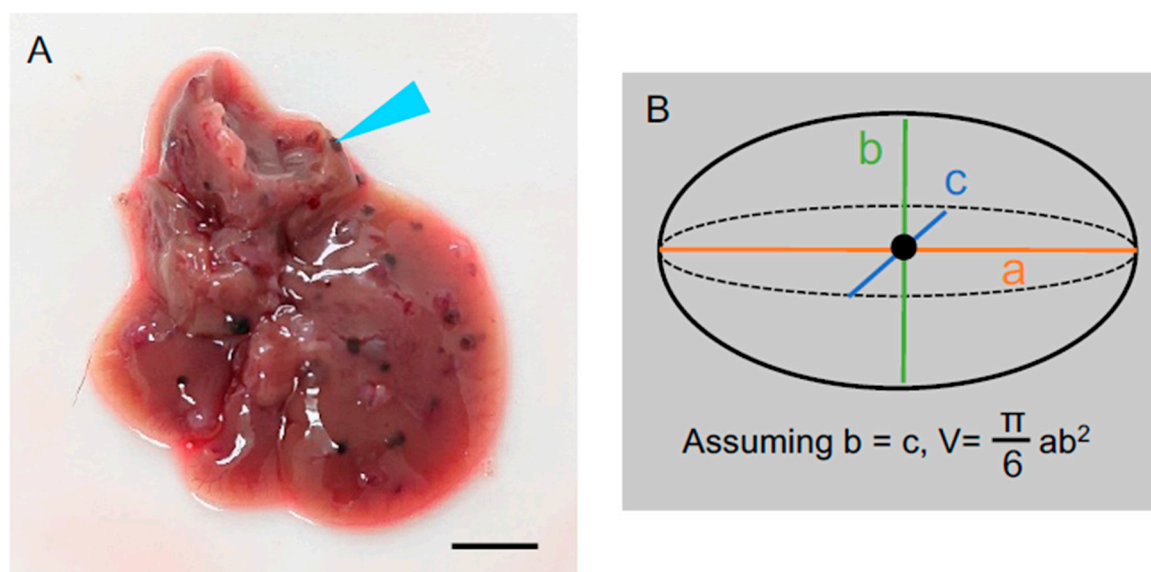 A
B
b
c
a
Assuming b = c, V= π/6 ab²